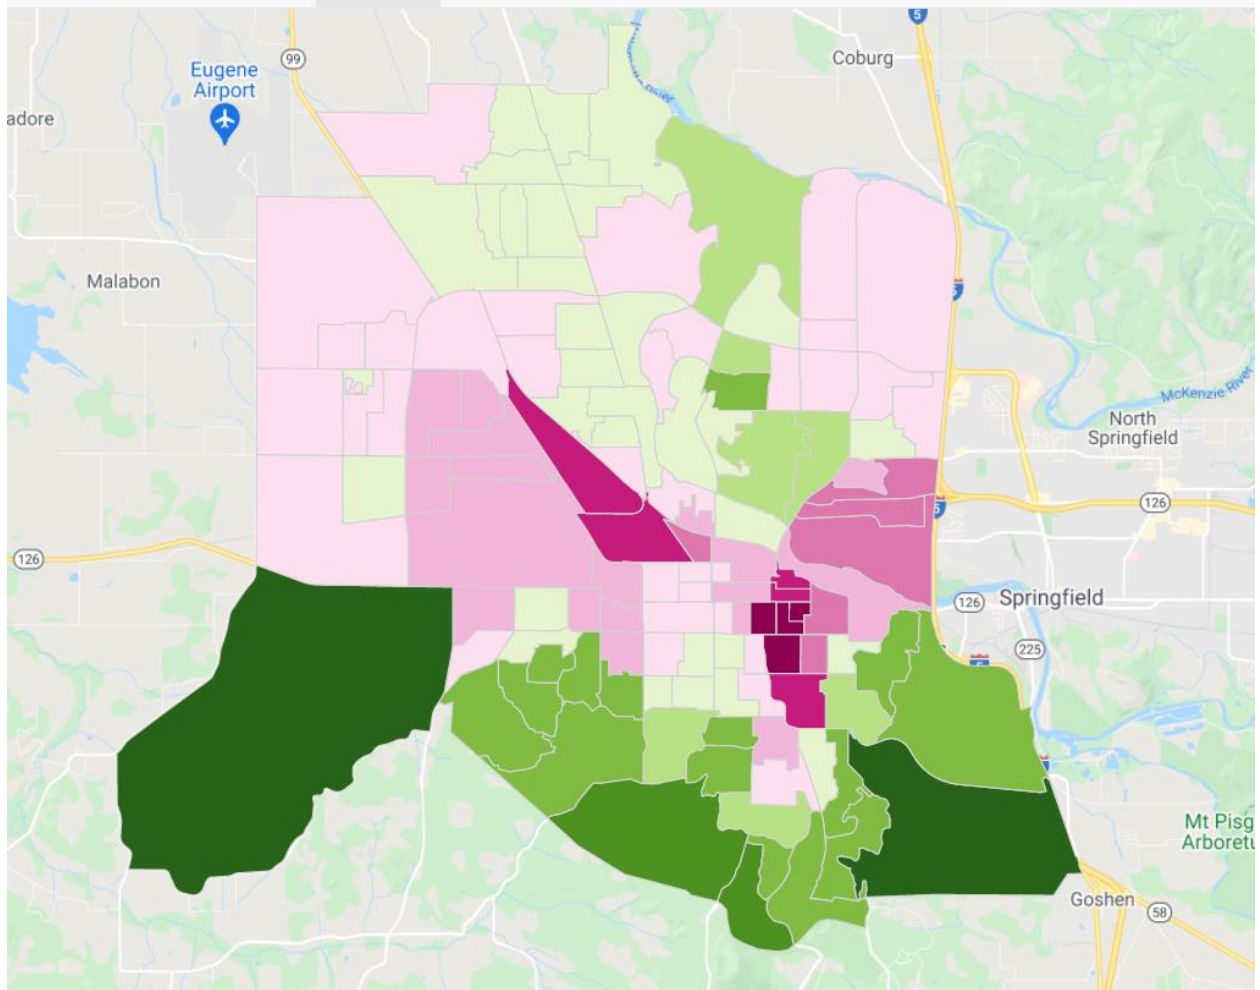 5
Coburg
99
Eugene
Airport
adore
Malabon
5
McKenzie River
North
Springfield
126
5
126
Springfield
126
225
5
Mt Pisg
Arboretu
Goshen
58